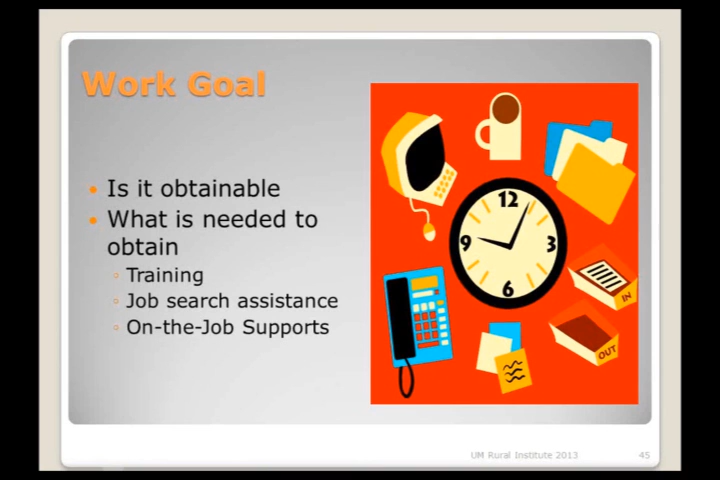 Work Goal
Is it obtainable
What is needed to
obtain
Training
Job search assistance
On-the-Job Supports
12
9
3
6
IN
OUT
UM Rural Institute 2013
45